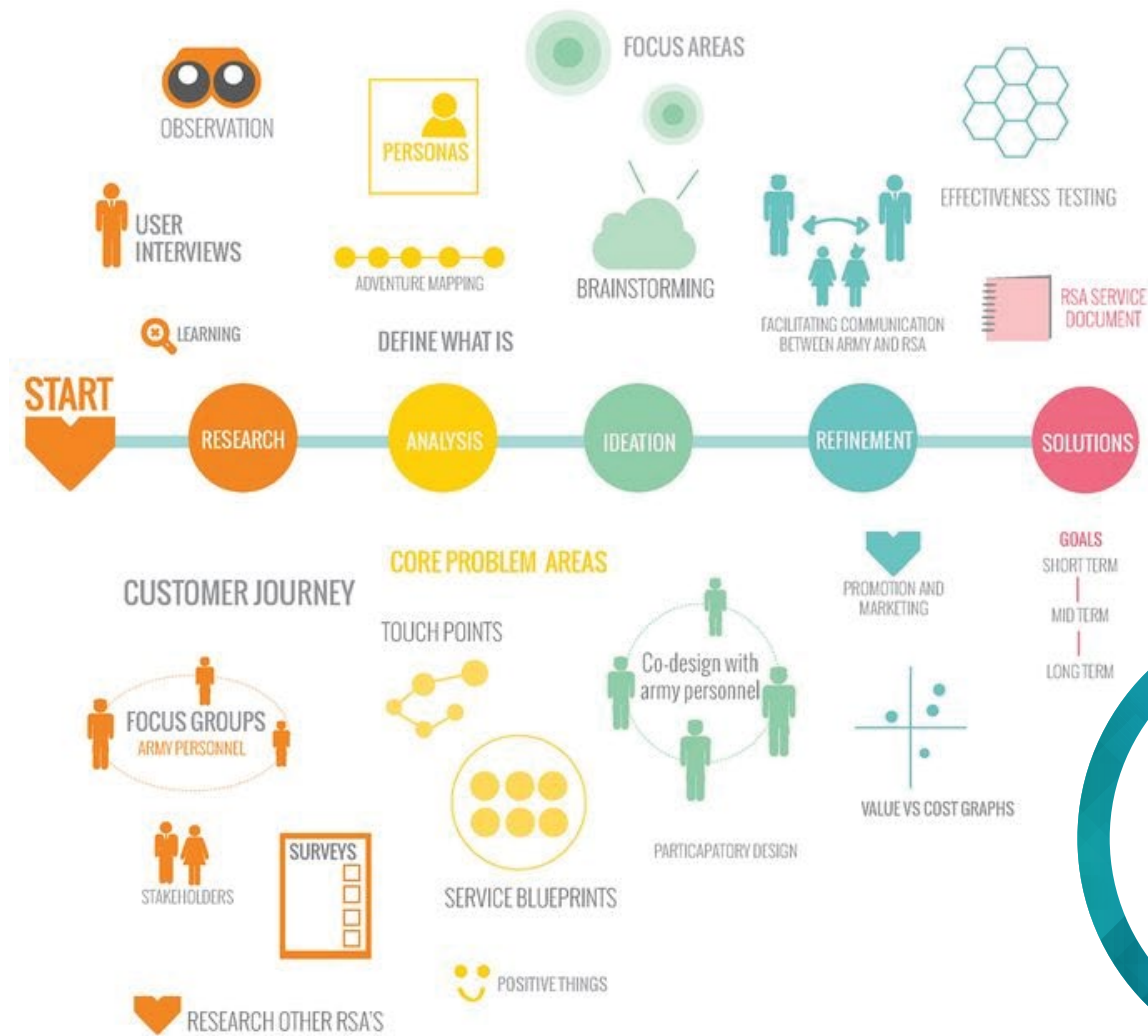 FOCUS AREAS
OBSERVATION
PERSONAS
EFFECTIVENESS TESTING
USER
INTERVIEWS
ADVENTURE MAPPING
BRAINSTORMING
RSA SERVICE
DOCUMENT
LEARNING
DEFINE WHAT IS
FACILITATING COMMUNICATION
BETWEEN ARMY AND RSA
START
RESEARCH
ANALYSIS
IDEATION
REFINEMENT
SOLUTIONS
CORE PROBLEM AREAS
GOALS
SHORT TERM
MID TERM
LONG TERM
CUSTOMER JOURNEY
PROMOTION AND
MARKETING
TOUCH POINTS
Co-design with
army personnel
FOCUS GROUPS
ARMY PERSONNEL
VALUE VS COST GRAPHS
SURVEYS
PARTICAPATORY DESIGN
STAKEHOLDERS
SERVICE BLUEPRINTS
POSITIVE THINGS
RESEARCH OTHER RSA'S